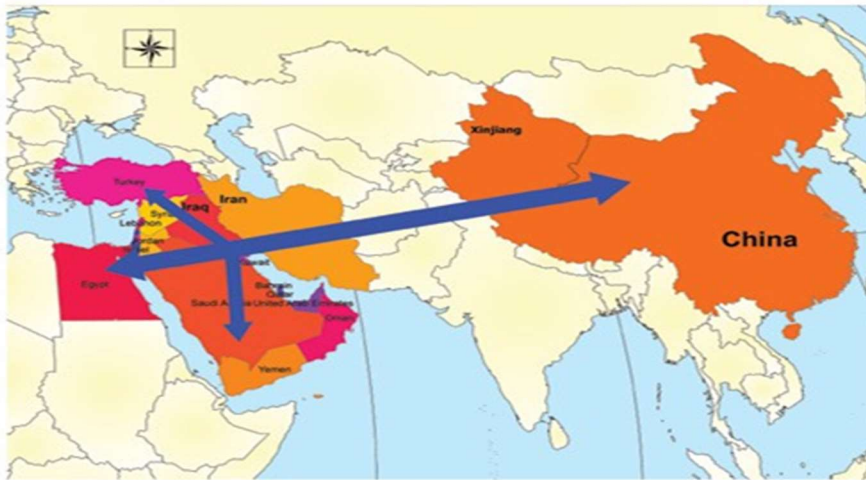 Xinjiang
Turkey
Iran
Syria
Iraq
Lebanon
China
Jordan
Israel
Kuwait
Egypt
Bahrain
Qatar
Saudi Arabia
United Arab Emirates
Oman
Yemen